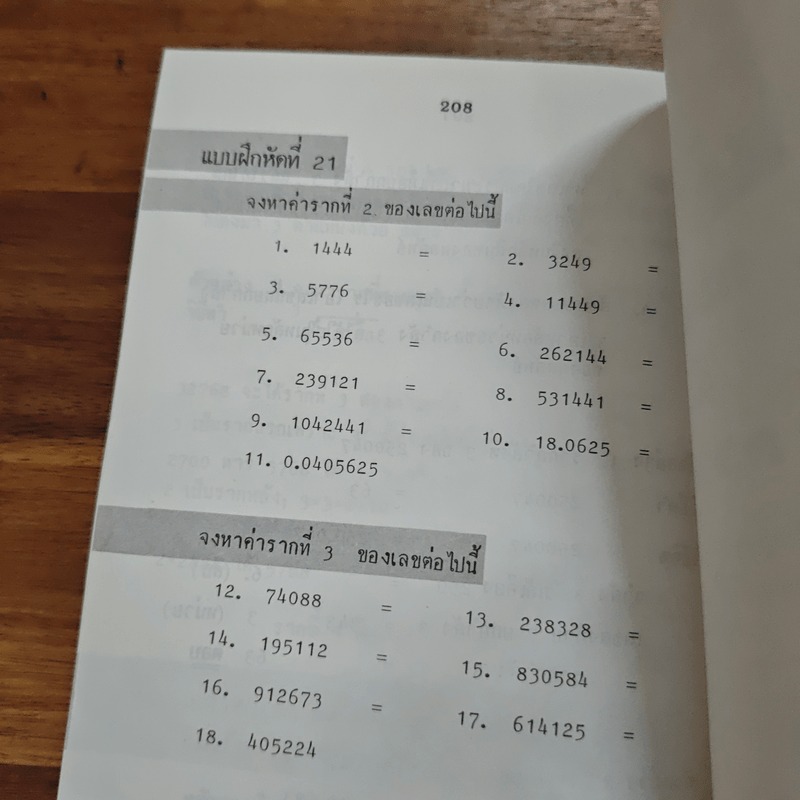 208
แบบฝึกหัดที่ 21
จงหาค่ารากที่ 2 ของเลขต่อไปนี้
1. 1444 = 2. 3249 =
3. 5776 = 4. 11449 =
5. 65536 = 6. 262144 =
7. 239121 = 8. 531441 =
9. 1042441 = 10. 18.0625 =
11. 0.0405625
จงหาค่ารากที่ 3 ของเลขต่อไปนี้
12. 74088 = 13. 238328 =
14. 195112 = 15. 830584 =
16. 912673 = 17. 614125 =
18. 405224